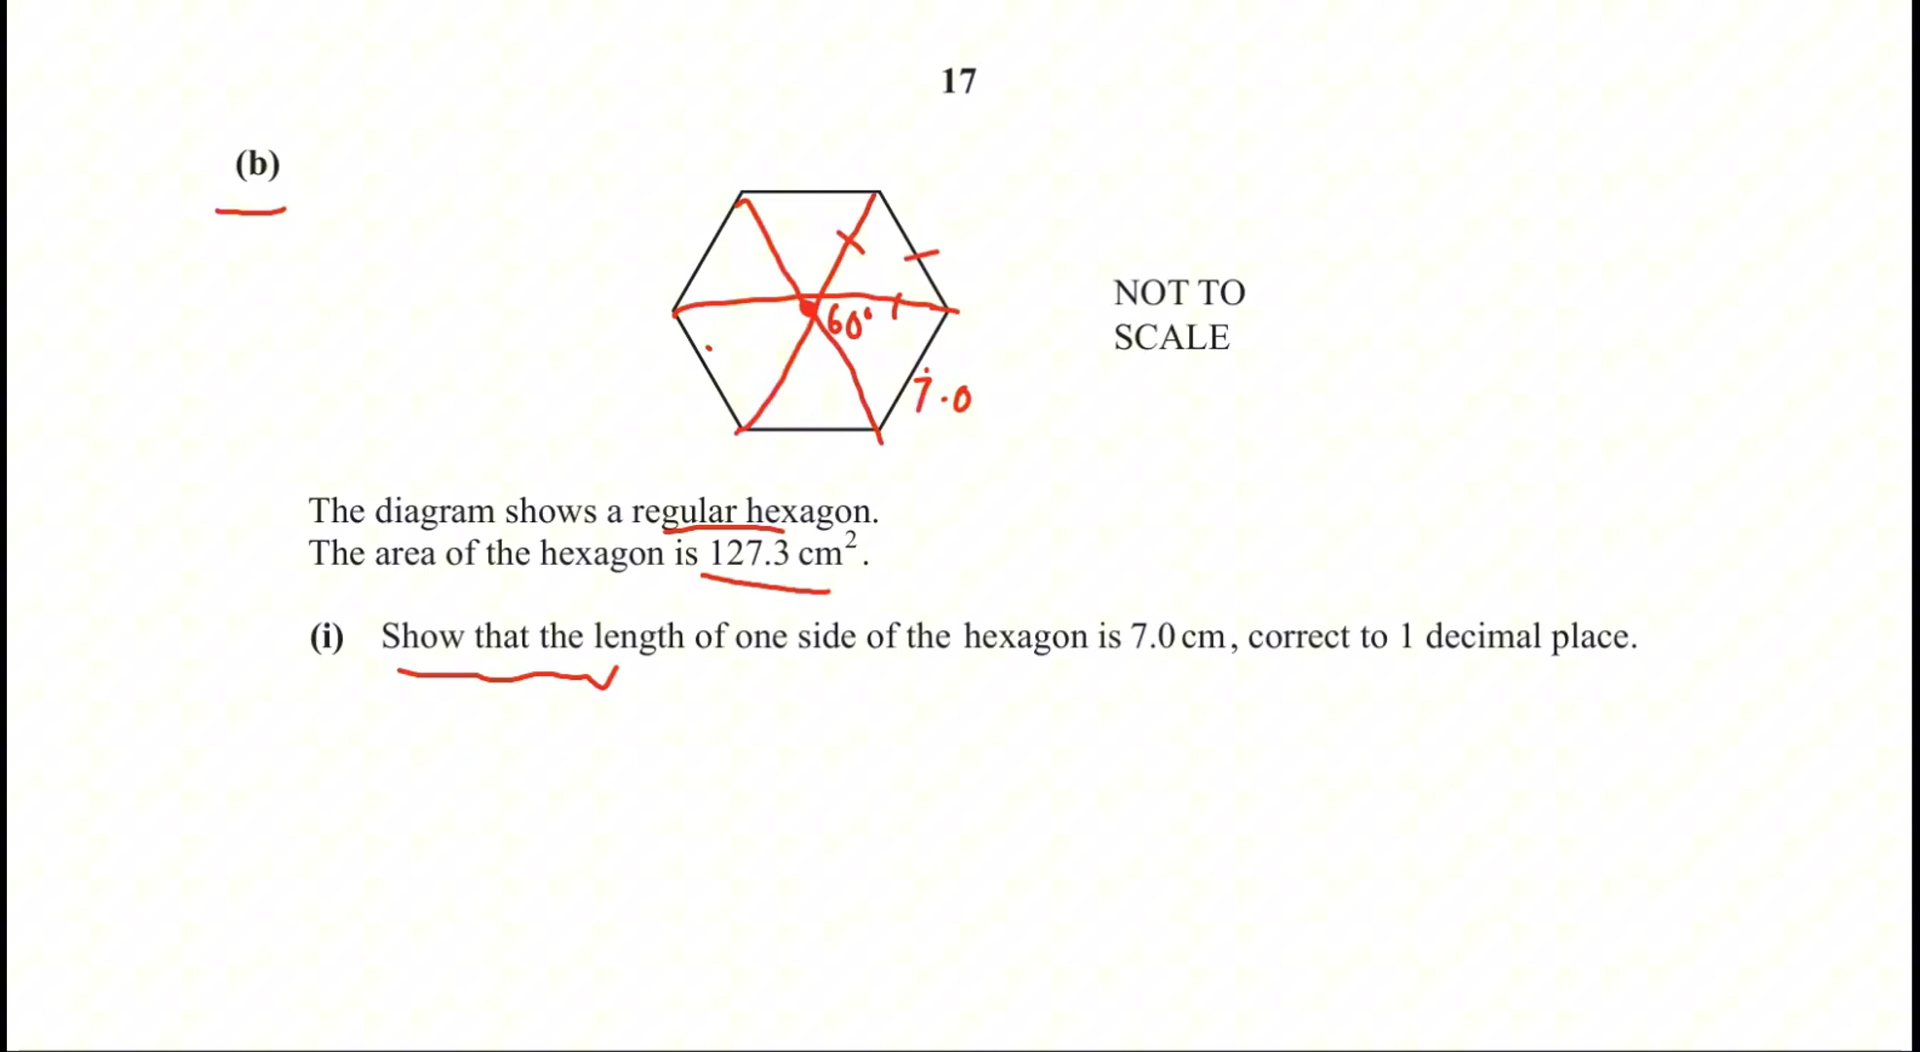 17
(b)
60°
7.0
NOT TO
SCALE
The diagram shows a regular hexagon.
The area of the hexagon is 127.3 cm².
(i) Show that the length of one side of the hexagon is 7.0 cm, correct to 1 decimal place.